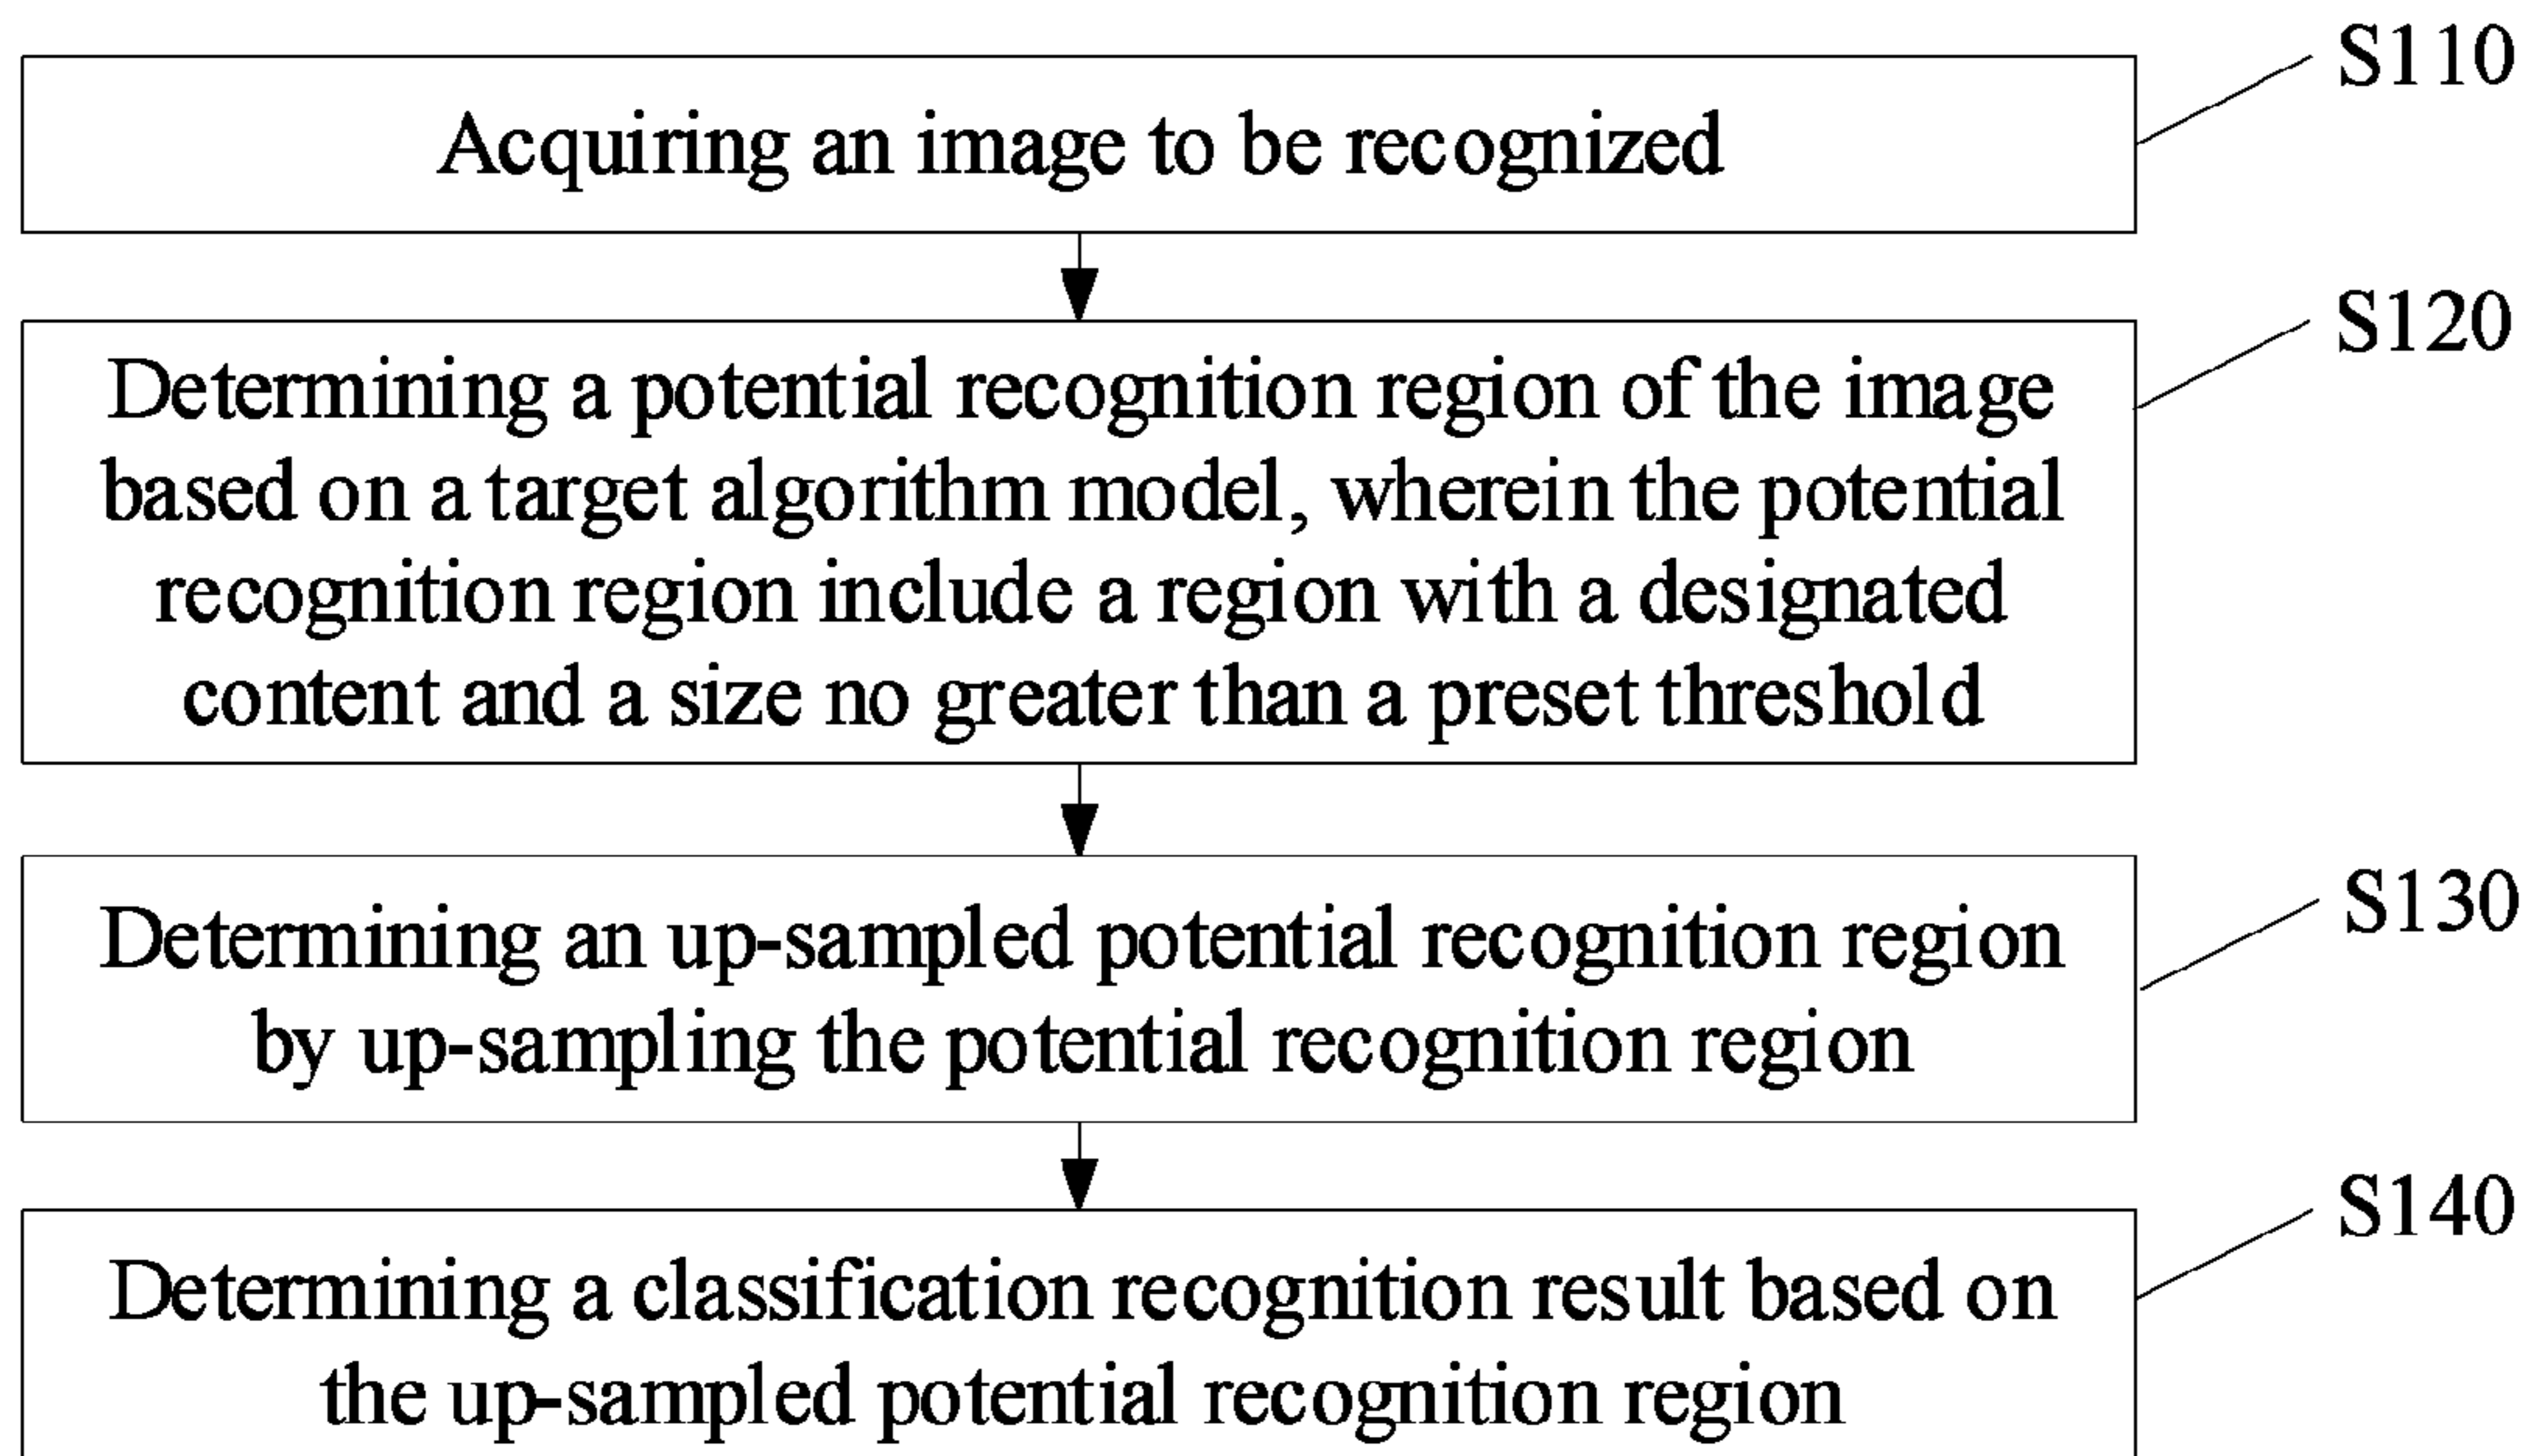 S110
Acquiring an image to be recognized
S120
Determining a potential recognition region of the image
based on a target algorithm model, wherein the potential
recognition region include a region with a designated
content and a size no greater than a preset threshold
S130
Determining an up-sampled potential recognition region
by up-sampling the potential recognition region
S140
Determining a classification recognition result based on
the up-sampled potential recognition region